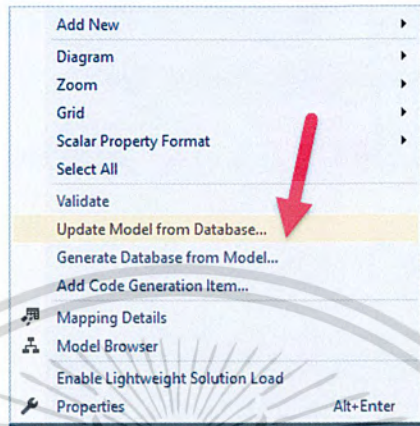 Add New
Diagram
Zoom
Grid
Scalar Property Format
Select All
Validate
Update Model from Database...
Generate Database from Model...
Add Code Generation Item...
Mapping Details
Model Browser
Enable Lightweight Solution Load
Properties Alt+Enter